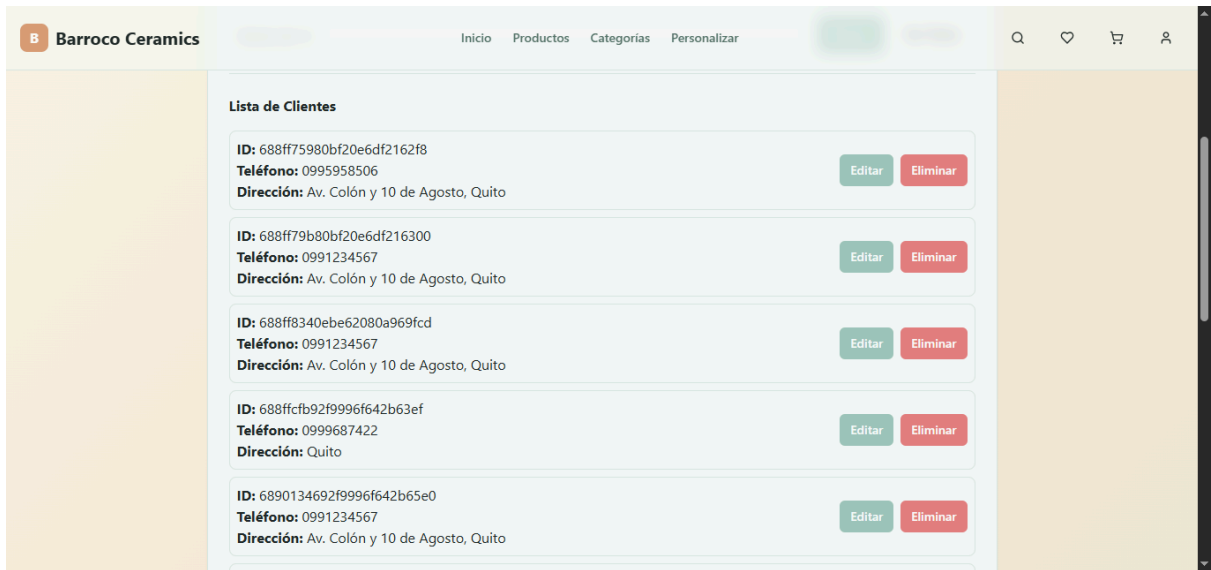 B Barroco Ceramics Inicio Productos Categorías Personalizar
Lista de Clientes
ID: 688ff75980bf20e6df2162f8
Teléfono: 0995958506
Dirección: Av. Colón y 10 de Agosto, Quito
Editar Eliminar
ID: 688ff79b80bf20e6df216300
Teléfono: 0991234567
Dirección: Av. Colón y 10 de Agosto, Quito
Editar Eliminar
ID: 688ff8340ebe62080a969fcd
Teléfono: 0991234567
Dirección: Av. Colón y 10 de Agosto, Quito
Editar Eliminar
ID: 688ffcfb92f9996f642b63ef
Teléfono: 0999687422
Dirección: Quito
Editar Eliminar
ID: 6890134692f9996f642b65e0
Teléfono: 0991234567
Dirección: Av. Colón y 10 de Agosto, Quito
Editar Eliminar